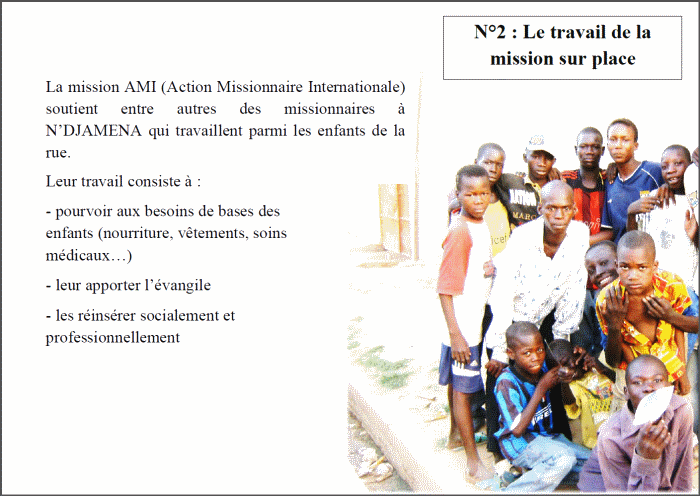 N°2 : Le travail de la
mission sur place
La mission AMI (Action Missionnaire Internationale)
soutient entre autres des missionnaires à
N’DJAMENA qui travaillent parmi les enfants de la
rue.
Leur travail consiste à :
- pourvoir aux besoins de bases des
enfants (nourriture, vêtements, soins
médicaux…)
- leur apporter l’évangile
- les réinsérer socialement et
professionnellement